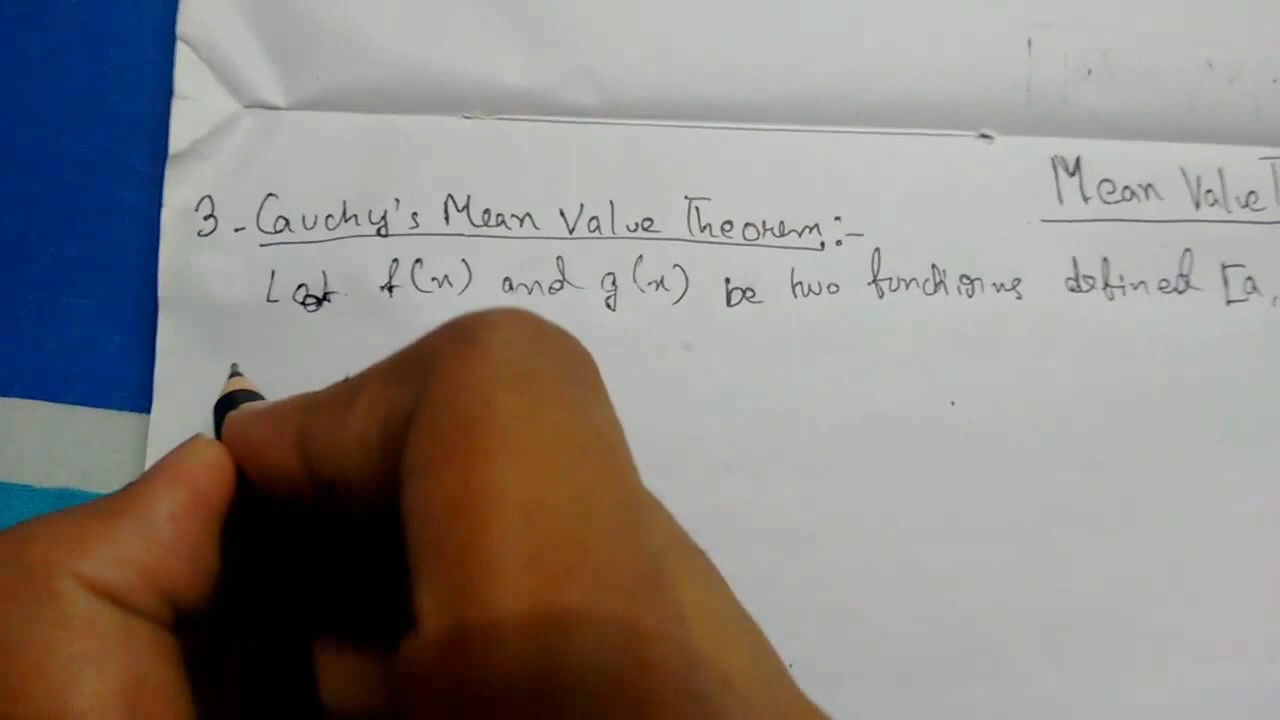 Mean Value T
3 - Cauchy's Mean Value Theorem :-
Let f(x) and g(x) be two functions defined [a,